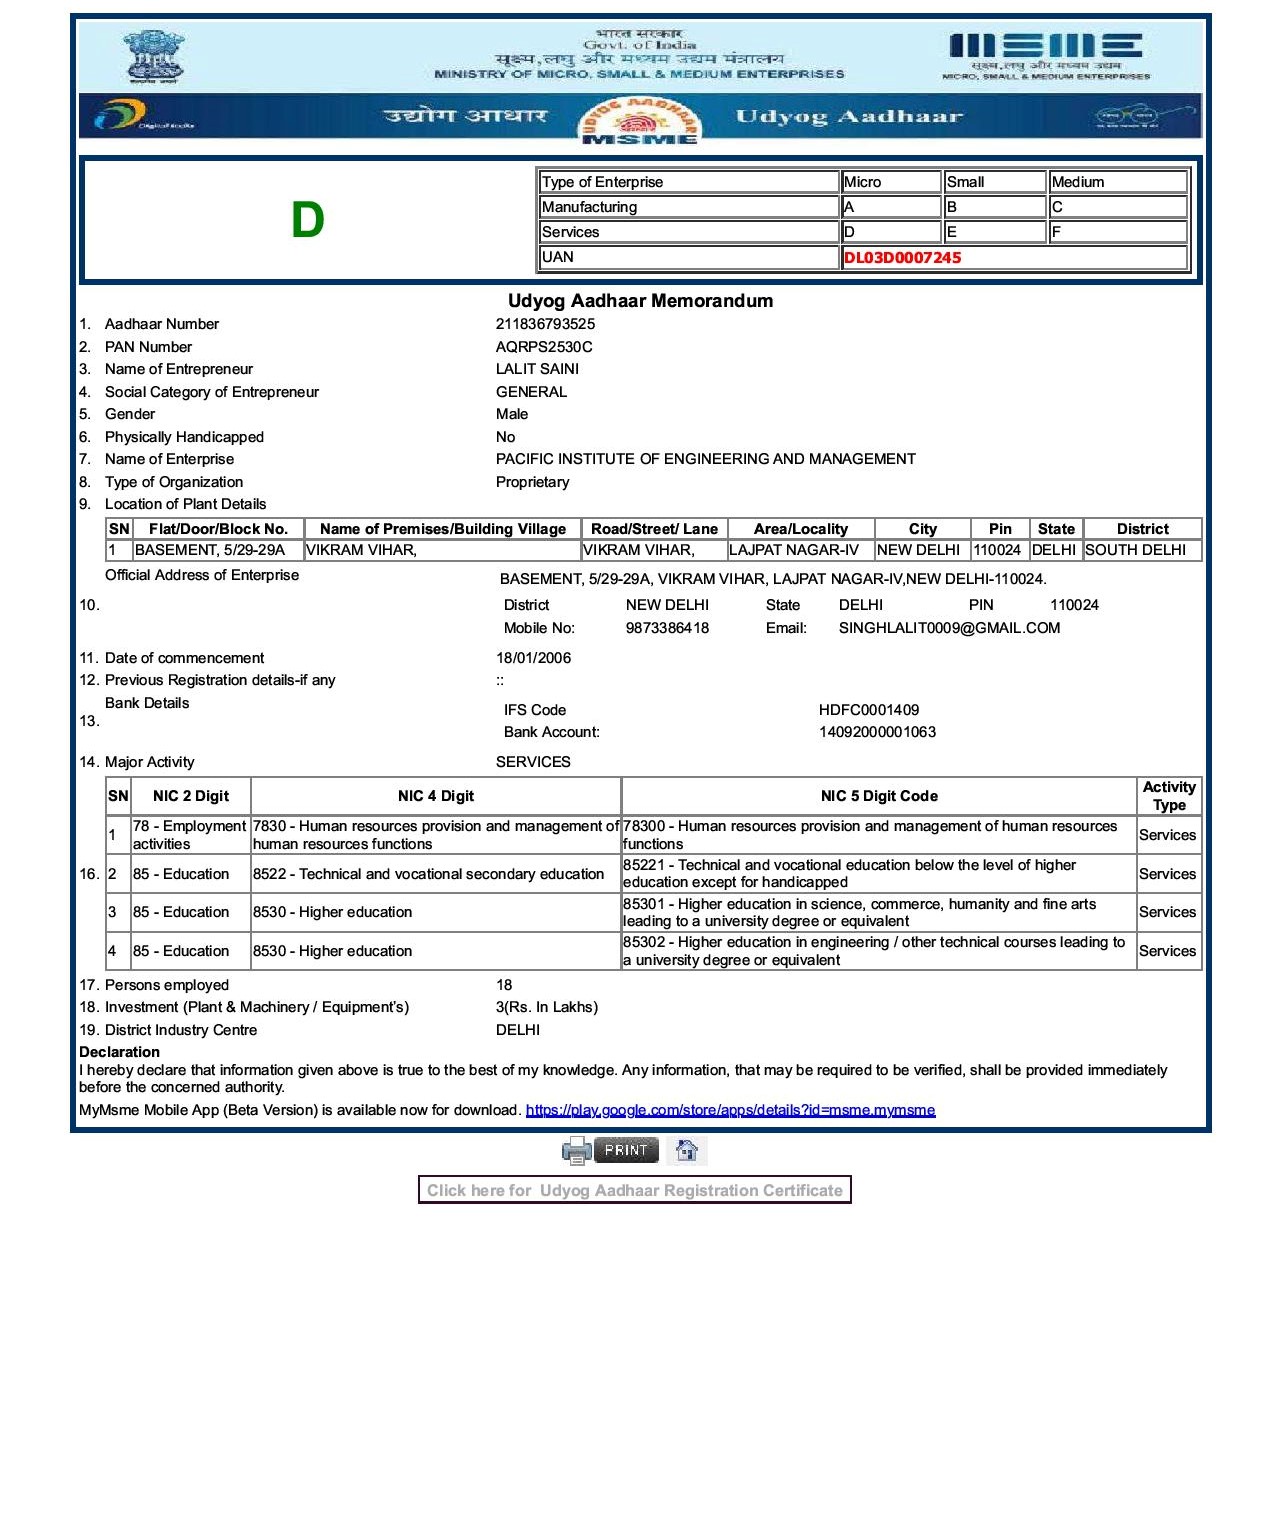 भारत सरकार
Govt. of India
सूक्ष्म,लघु और मध्यम उद्यम मंत्रालय
MINISTRY OF MICRO, SMALL & MEDIUM ENTERPRISES
msme
सूक्ष्म,लघु और मध्यम उद्यम
MICRO, SMALL & MEDIUM ENTERPRISES
Digital India
उद्योग आधार
UDYOG AADHAAR
MSME
Udyog Aadhaar
D
Type of Enterprise Micro Small Medium
Manufacturing A B C
Services D E F
UAN DL03D0007245
Udyog Aadhaar Memorandum
1. Aadhaar Number 211836793525
2. PAN Number AQRPS2530C
3. Name of Entrepreneur LALIT SAINI
4. Social Category of Entrepreneur GENERAL
5. Gender Male
6. Physically Handicapped No
7. Name of Enterprise PACIFIC INSTITUTE OF ENGINEERING AND MANAGEMENT
8. Type of Organization Proprietary
9. Location of Plant Details
SN Flat/Door/Block No. Name of Premises/Building Village Road/Street/ Lane Area/Locality City Pin State District
1 BASEMENT, 5/29-29A VIKRAM VIHAR, VIKRAM VIHAR, LAJPAT NAGAR-IV NEW DELHI 110024 DELHI SOUTH DELHI
Official Address of Enterprise BASEMENT, 5/29-29A, VIKRAM VIHAR, LAJPAT NAGAR-IV,NEW DELHI-110024.
10. District NEW DELHI State DELHI PIN 110024
Mobile No: 9873386418 Email: SINGHLALIT0009@GMAIL.COM
11. Date of commencement 18/01/2006
12. Previous Registration details-if any ::
Bank Details
13. IFS Code HDFC0001409
Bank Account: 14092000001063
14. Major Activity SERVICES
SN NIC 2 Digit NIC 4 Digit NIC 5 Digit Code Activity Type
1 78 - Employment activities 7830 - Human resources provision and management of human resources functions 78300 - Human resources provision and management of human resources functions Services
16. 2 85 - Education 8522 - Technical and vocational secondary education 85221 - Technical and vocational education below the level of higher education except for handicapped Services
3 85 - Education 8530 - Higher education 85301 - Higher education in science, commerce, humanity and fine arts leading to a university degree or equivalent Services
4 85 - Education 8530 - Higher education 85302 - Higher education in engineering / other technical courses leading to a university degree or equivalent Services
17. Persons employed 18
18. Investment (Plant & Machinery / Equipment's) 3(Rs. In Lakhs)
19. District Industry Centre DELHI
Declaration
I hereby declare that information given above is true to the best of my knowledge. Any information, that may be required to be verified, shall be provided immediately
before the concerned authority.
MyMsme Mobile App (Beta Version) is available now for download. https://play.google.com/store/apps/details?id=msme.mymsme
PRINT
Click here for Udyog Aadhaar Registration Certificate